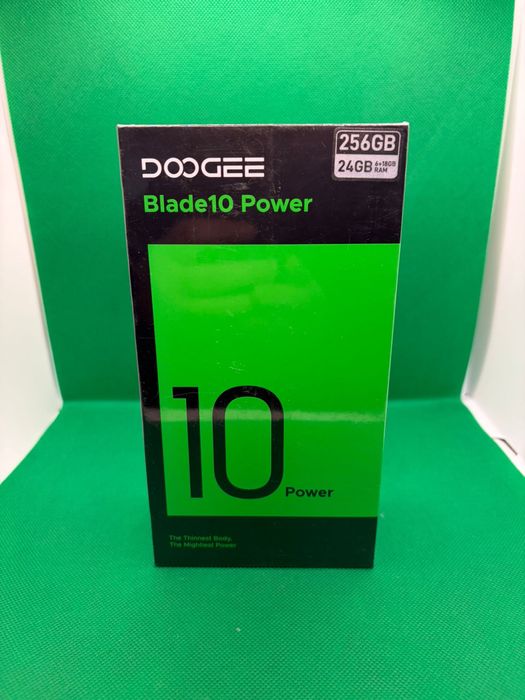 256GB
24GB 6+18GB RAM
DOOGEE
Blade10 Power
10 Power
The Thinnest Body,
The Mightiest Power